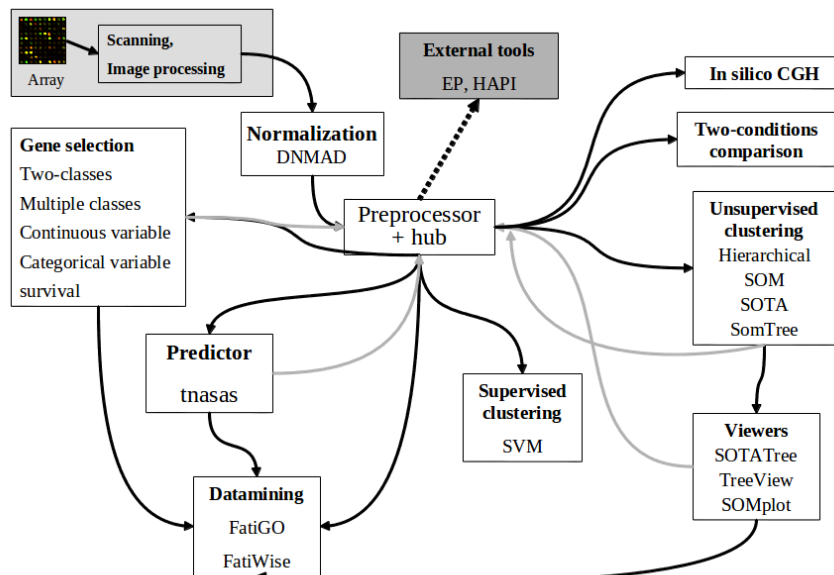 Scanning,
Image processing
Array
External tools
EP, HAPI
In silico CGH
Normalization
DNMAD
Two-conditions
comparison
Gene selection
Two-classes
Multiple classes
Continuous variable
Categorical variable
survival
Preprocessor
+ hub
Unsupervised
clustering
Hierarchical
SOM
SOTA
SomTree
Predictor
tnasas
Supervised
clustering
SVM
Viewers
SOTATree
TreeView
SOMplot
Datamining
FatiGO
FatiWise